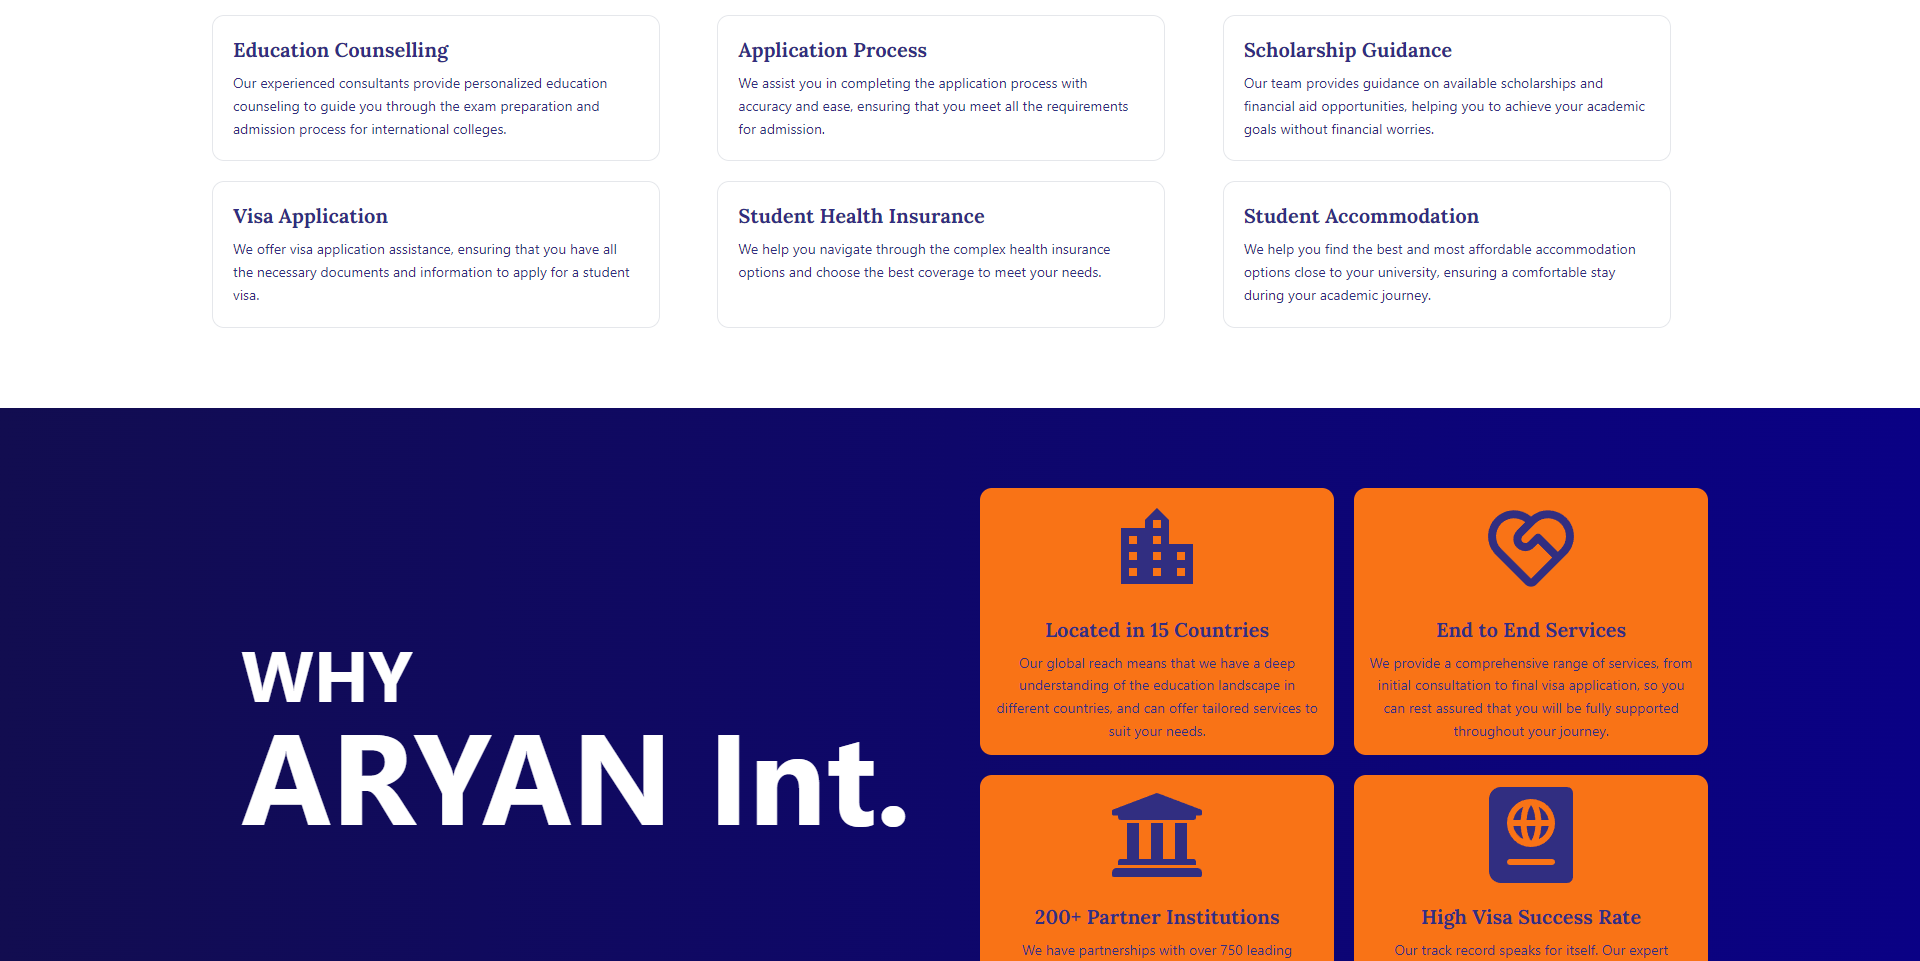 Education Counselling
Our experienced consultants provide personalized education
counseling to guide you through the exam preparation and
admission process for international colleges.
Application Process
We assist you in completing the application process with
accuracy and ease, ensuring that you meet all the requirements
for admission.
Scholarship Guidance
Our team provides guidance on available scholarships and
financial aid opportunities, helping you to achieve your academic
goals without financial worries.
Visa Application
We offer visa application assistance, ensuring that you have all
the necessary documents and information to apply for a student
visa.
Student Health Insurance
We help you navigate through the complex health insurance
options and choose the best coverage to meet your needs.
Student Accommodation
We help you find the best and most affordable accommodation
options close to your university, ensuring a comfortable stay
during your academic journey.
WHY
ARYAN Int.
Located in 15 Countries
Our global reach means that we have a deep
understanding of the education landscape in
different countries, and can offer tailored services to
suit your needs.
End to End Services
We provide a comprehensive range of services, from
initial consultation to final visa application, so you
can rest assured that you will be fully supported
throughout your journey.
200+ Partner Institutions
We have partnerships with over 750 leading
High Visa Success Rate
Our track record speaks for itself. Our expert